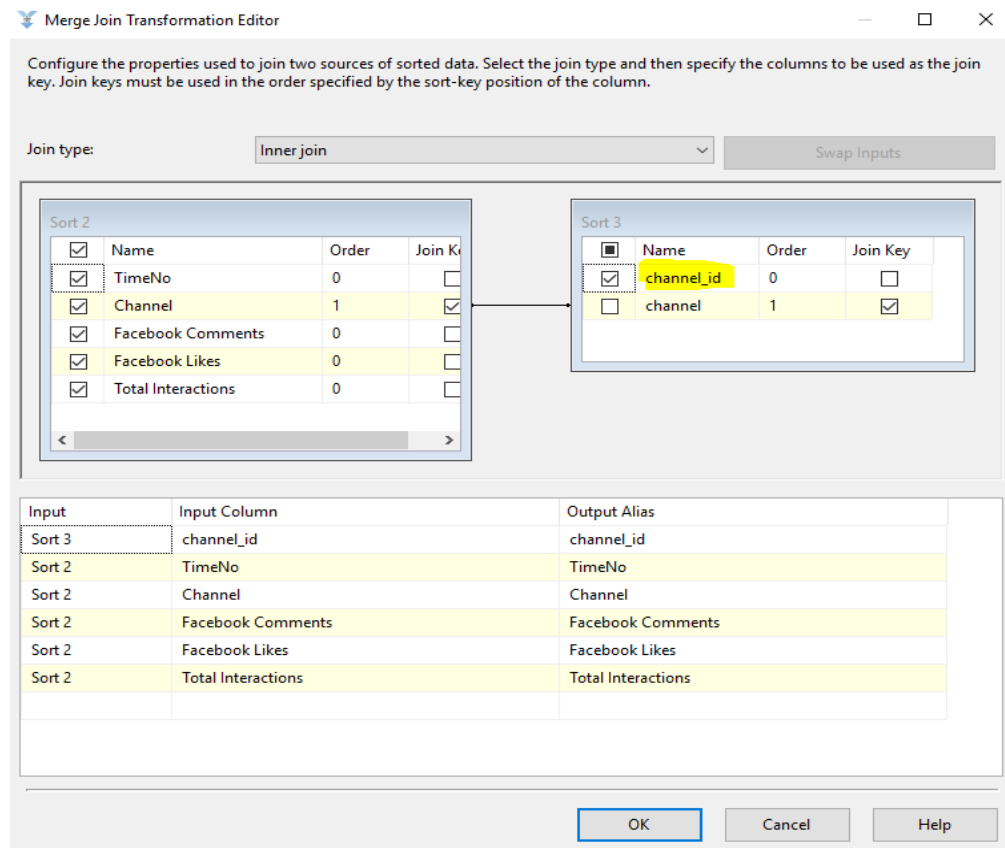 Merge Join Transformation Editor
Configure the properties used to join two sources of sorted data. Select the join type and then specify the columns to be used as the join
key. Join keys must be used in the order specified by the sort-key position of the column.
Join type: Inner join Swap Inputs
Sort 2
Name Order Join Ke
TimeNo 0
Channel 1
Facebook Comments 0
Facebook Likes 0
Total Interactions 0
Sort 3
Name Order Join Key
channel_id 0
channel 1
Input Input Column Output Alias
Sort 3 channel_id channel_id
Sort 2 TimeNo TimeNo
Sort 2 Channel Channel
Sort 2 Facebook Comments Facebook Comments
Sort 2 Facebook Likes Facebook Likes
Sort 2 Total Interactions Total Interactions
OK Cancel Help